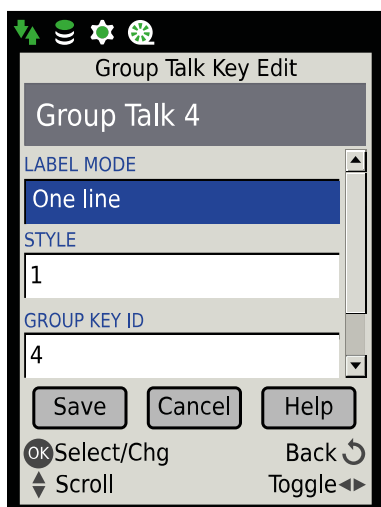 Group Talk Key Edit
Group Talk 4
LABEL MODE
One line
STYLE
1
GROUP KEY ID
4
Save Cancel Help
OK Select/Chg Back
Scroll Toggle